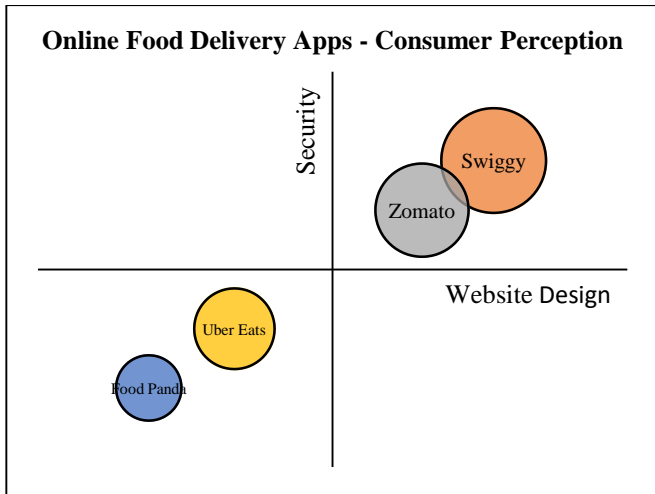 Online Food Delivery Apps - Consumer Perception
Security
Swiggy
Zomato
Website Design
Uber Eats
Food Panda